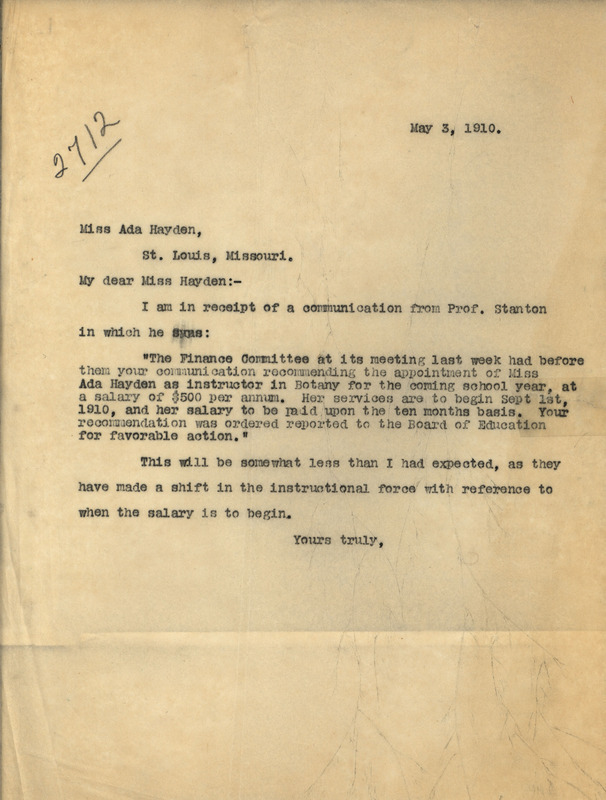 May 3, 1910.
2712
Miss Ada Hayden,
St. Louis, Missouri.
My dear Miss Hayden:-
I am in receipt of a communication from Prof. Stanton
in which he says:
"The Finance Committee at its meeting last week had before
them your communication recommending the appointment of Miss
Ada Hayden as instructor in Botany for the coming school year, at
a salary of $500 per annum. Her services are to begin Sept 1st,
1910, and her salary to be paid upon the ten months basis. Your
recommendation was ordered reported to the Board of Education
for favorable action."
This will be somewhat less than I had expected, as they
have made a shift in the instructional force with reference to
when the salary is to begin.
Yours truly,